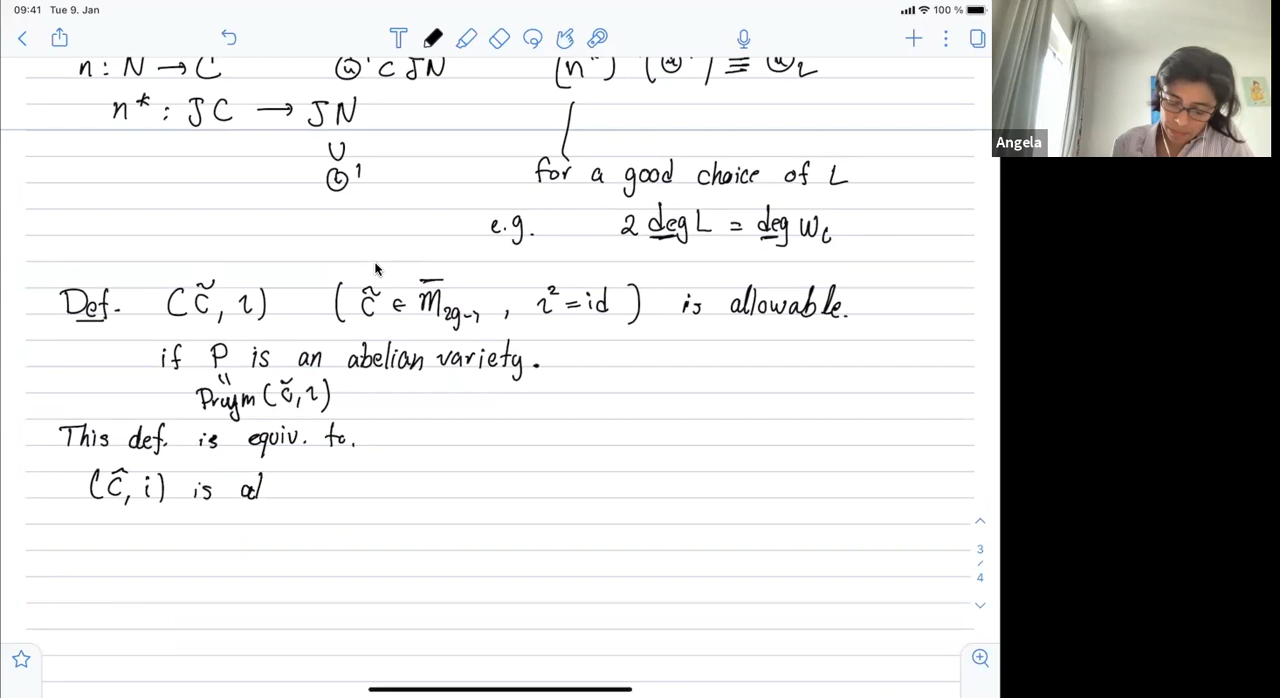 09:41 Tue 9. Jan 100 %
n : N → C Θ' ⊂ JN (n*) (Θ') ≡ Θ_L
n* : JC → JN
∪
Θ' for a good choice of L
e.g. 2 deg L = deg ω_C
Def. (C̃, ι) ( C̃ ∈ M̄_2g-1 , ι² = id ) is allowable.
if P is an abelian variety.
"
Prym (C̃, ι)
This def. is equiv. to.
(C̃, i) is al
Angela
3
/
4